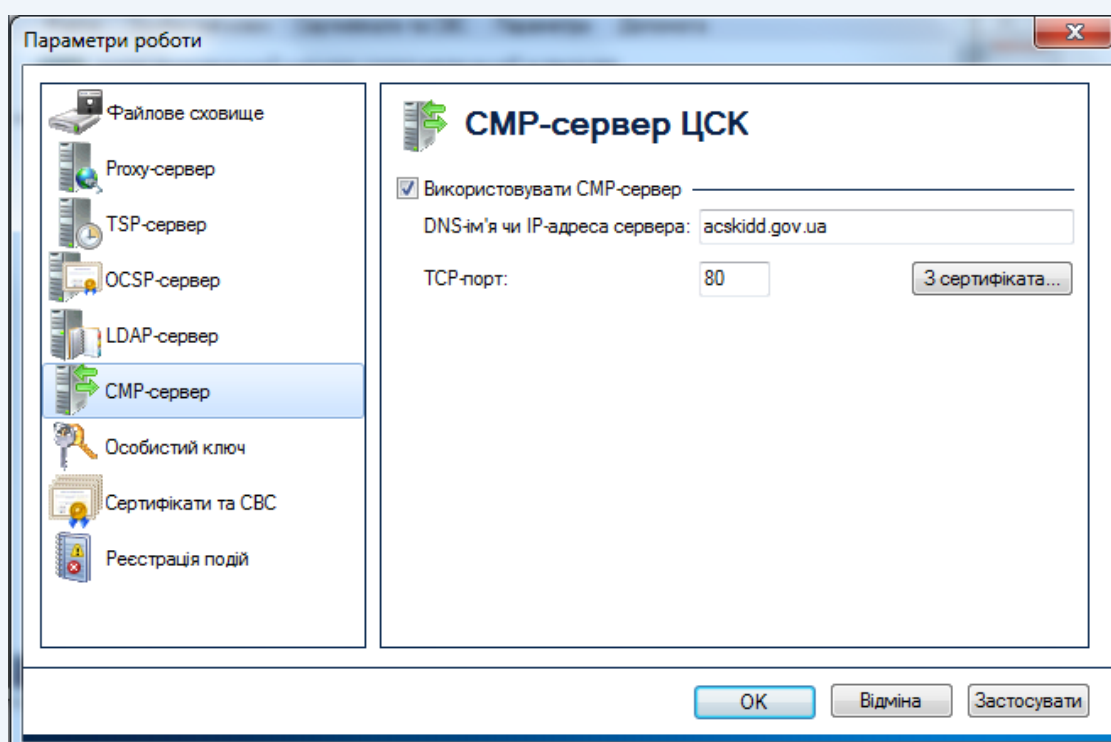 Параметри роботи
Файлове сховище
Proxy-сервер
TSP-сервер
OCSP-сервер
LDAP-сервер
CMP-сервер
Особистий ключ
Сертифікати та СВС
Реєстрація подій
CMP-сервер ЦСК
Використовувати CMP-сервер
DNS-ім'я чи IP-адреса сервера: acskidd.gov.ua
TCP-порт: 80 З сертифіката...
OK Відміна Застосувати